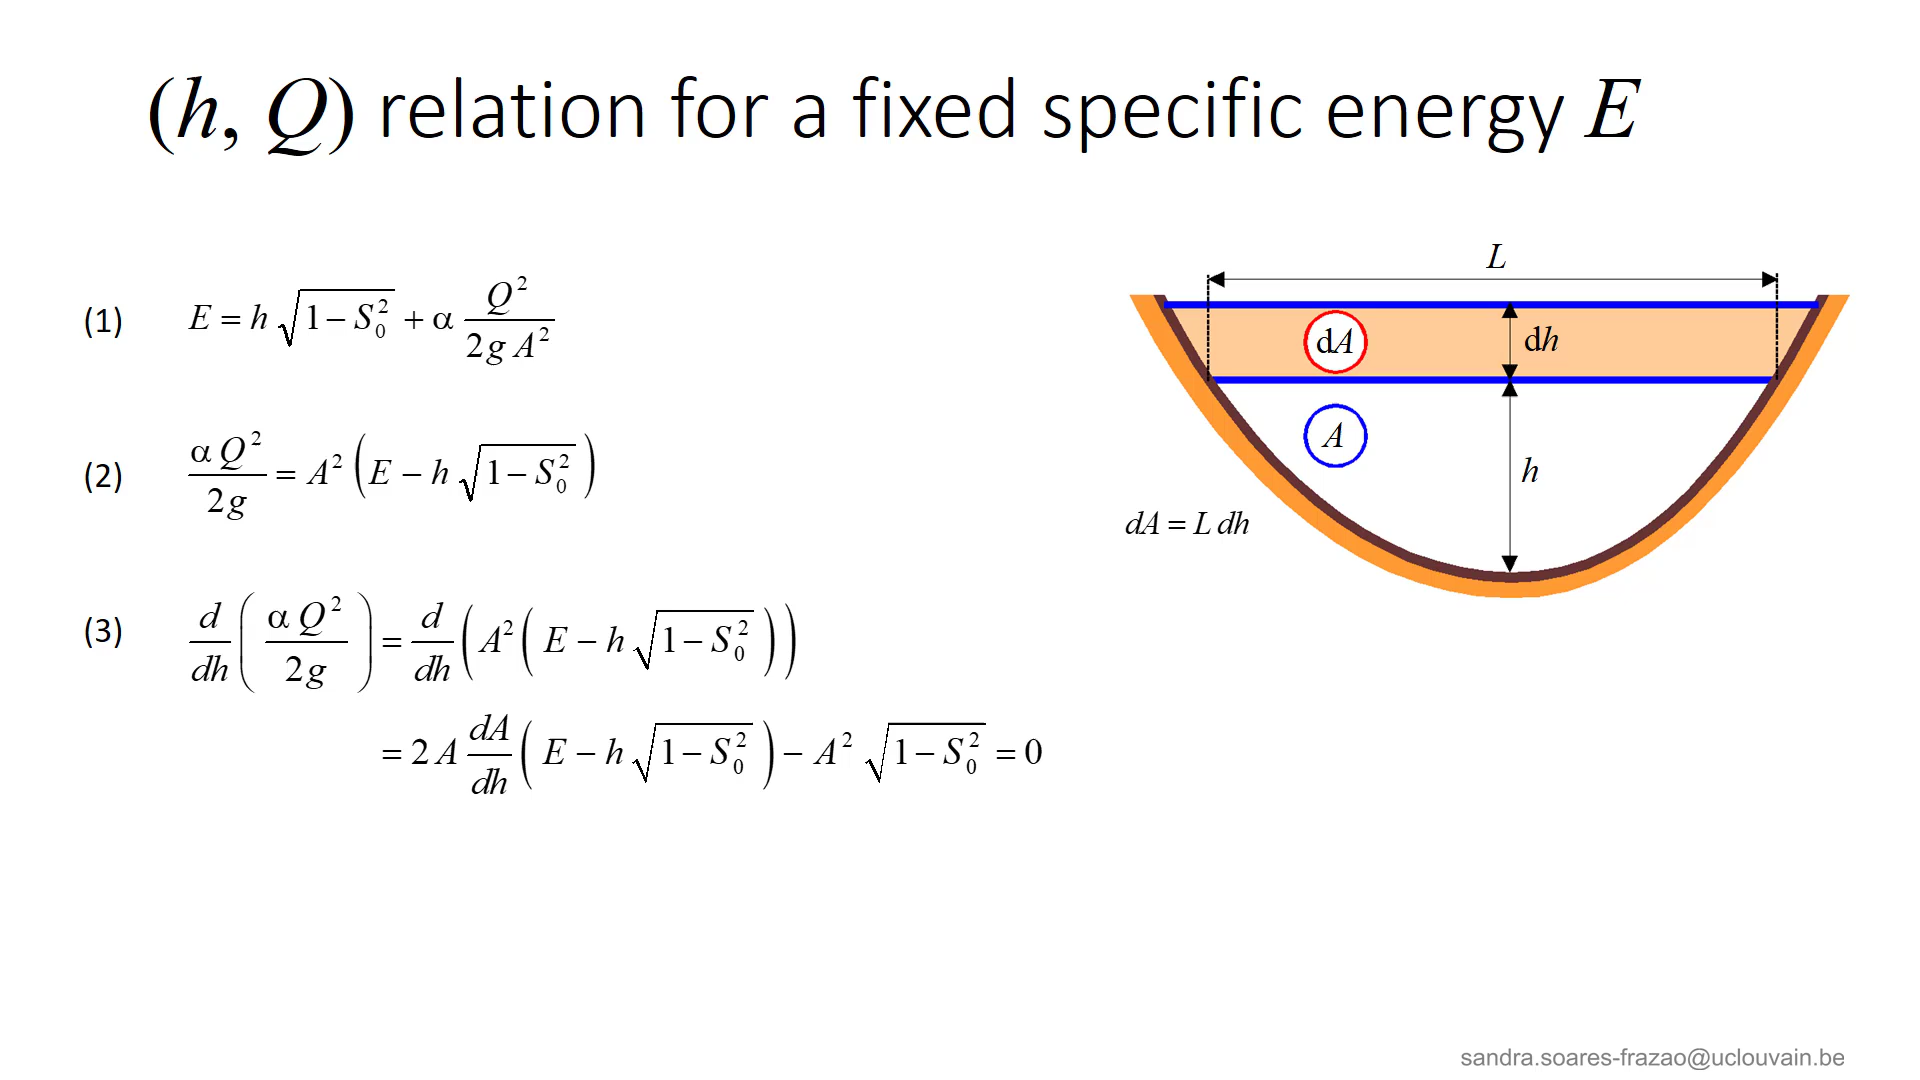 (h, Q) relation for a fixed specific energy E
(1) E = h √(1 − S₀²) + α Q² / (2g A²)
(2) α Q² / 2g = A² (E − h √(1 − S₀²))
(3) d/dh (α Q² / 2g) = d/dh (A² (E − h √(1 − S₀²)))
= 2 A dA/dh (E − h √(1 − S₀²)) − A² √(1 − S₀²) = 0
L
dA
dh
A
h
dA = L dh
sandra.soares-frazao@uclouvain.be